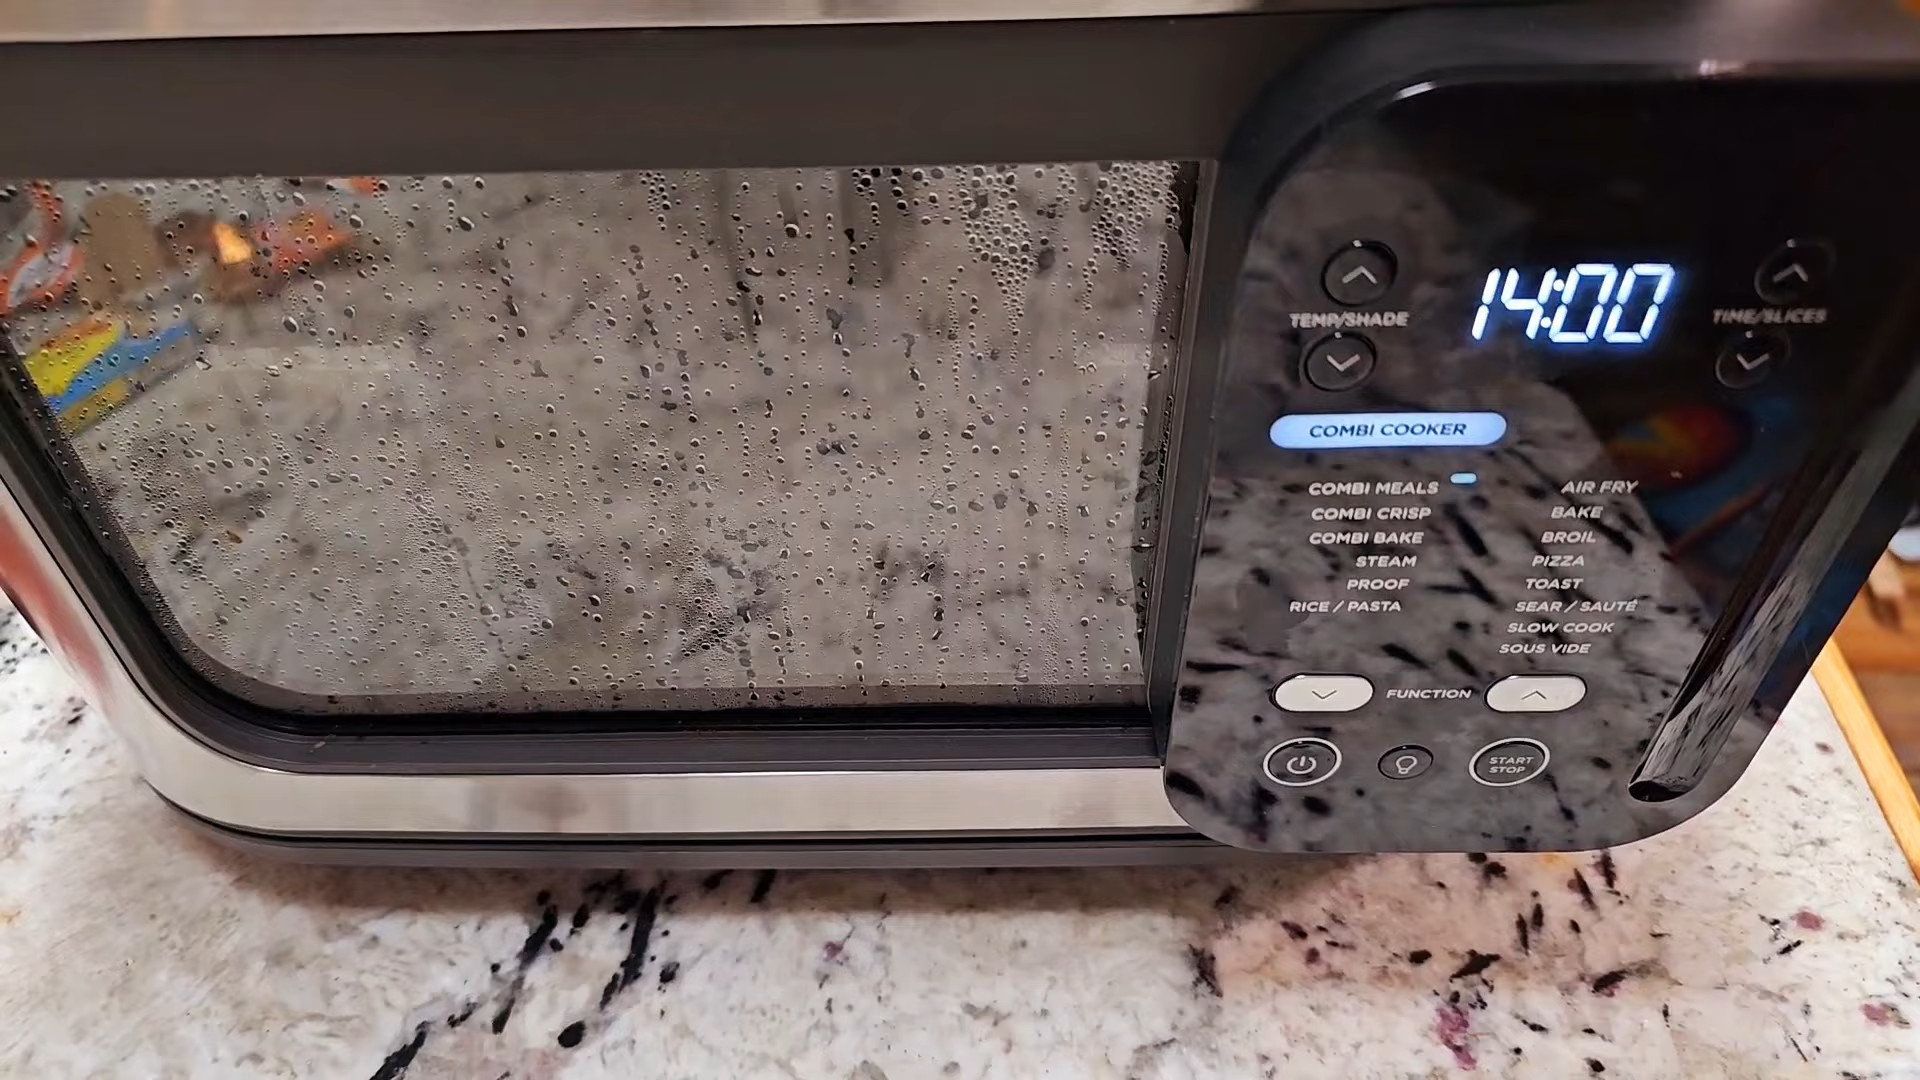 14:00
TEMP/SHADE
TIME/SLICES
COMBI COOKER
COMBI MEALS
COMBI CRISP
COMBI BAKE
STEAM
PROOF
RICE / PASTA
AIR FRY
BAKE
BROIL
PIZZA
TOAST
SEAR / SAUTÉ
SLOW COOK
SOUS VIDE
FUNCTION
START
STOP